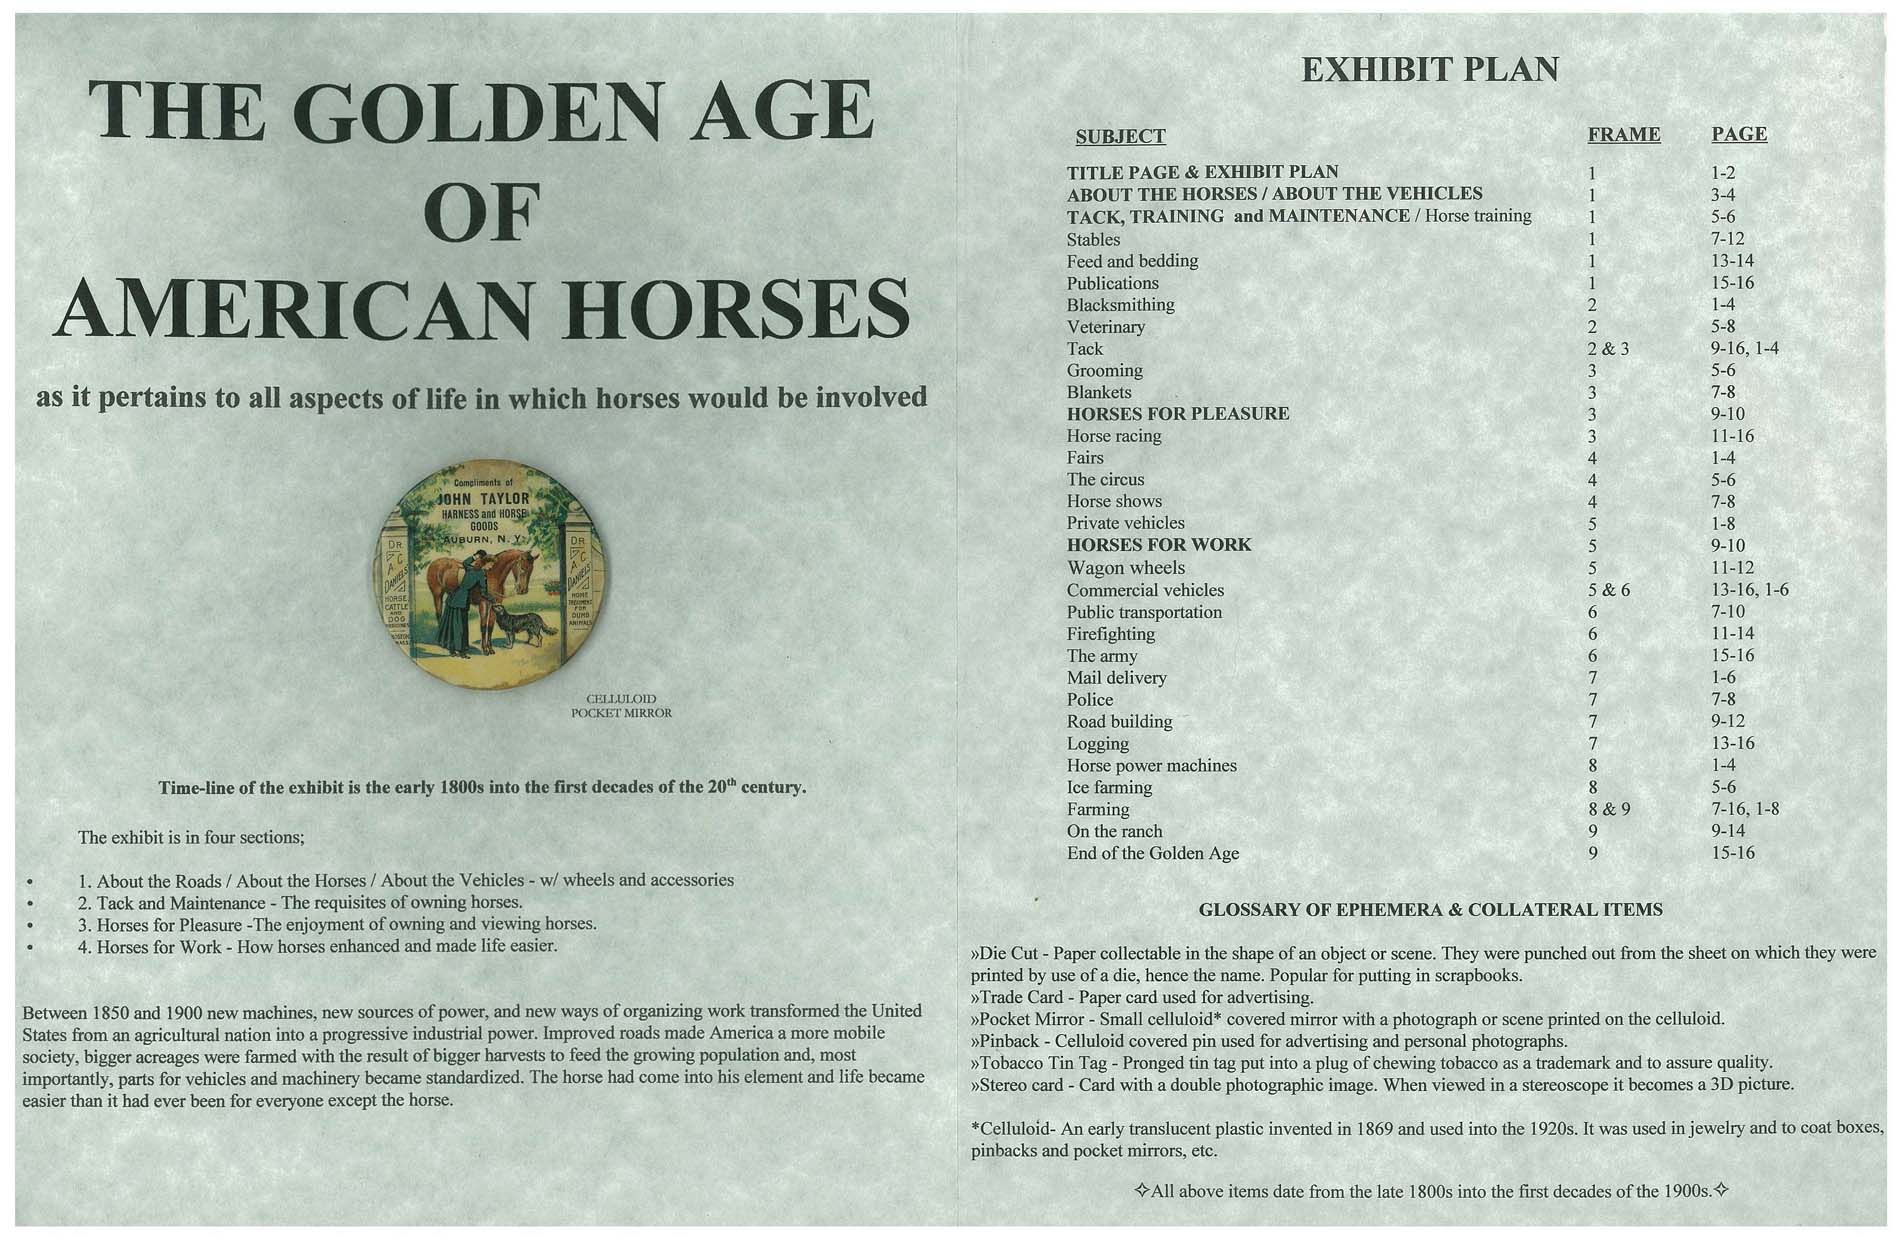 THE GOLDEN AGE
OF
AMERICAN HORSES
as it pertains to all aspects of life in which horses would be involved
Compliments of
JOHN TAYLOR
HARNESS and HORSE
GOODS
AUBURN, N. Y.
DR.
A. C.
DANIELS
HORSE
CATTLE
AND
DOG
MEDICINES
BOSTON
MASS.
DR.
A. C.
DANIELS
HOME
TREATMENT
FOR
DUMB
ANIMALS
CELLULOID
POCKET MIRROR
Time-line of the exhibit is the early 1800s into the first decades of the 20th century.
The exhibit is in four sections;
• 1. About the Roads / About the Horses / About the Vehicles - w/ wheels and accessories
• 2. Tack and Maintenance - The requisites of owning horses.
• 3. Horses for Pleasure -The enjoyment of owning and viewing horses.
• 4. Horses for Work - How horses enhanced and made life easier.
Between 1850 and 1900 new machines, new sources of power, and new ways of organizing work transformed the United
States from an agricultural nation into a progressive industrial power. Improved roads made America a more mobile
society, bigger acreages were farmed with the result of bigger harvests to feed the growing population and, most
importantly, parts for vehicles and machinery became standardized. The horse had come into his element and life became
easier than it had ever been for everyone except the horse.
EXHIBIT PLAN
SUBJECT FRAME PAGE
TITLE PAGE & EXHIBIT PLAN 1 1-2
ABOUT THE HORSES / ABOUT THE VEHICLES 1 3-4
TACK, TRAINING and MAINTENANCE / Horse training 1 5-6
Stables 1 7-12
Feed and bedding 1 13-14
Publications 1 15-16
Blacksmithing 2 1-4
Veterinary 2 5-8
Tack 2 & 3 9-16, 1-4
Grooming 3 5-6
Blankets 3 7-8
HORSES FOR PLEASURE 3 9-10
Horse racing 3 11-16
Fairs 4 1-4
The circus 4 5-6
Horse shows 4 7-8
Private vehicles 5 1-8
HORSES FOR WORK 5 9-10
Wagon wheels 5 11-12
Commercial vehicles 5 & 6 13-16, 1-6
Public transportation 6 7-10
Firefighting 6 11-14
The army 6 15-16
Mail delivery 7 1-6
Police 7 7-8
Road building 7 9-12
Logging 7 13-16
Horse power machines 8 1-4
Ice farming 8 5-6
Farming 8 & 9 7-16, 1-8
On the ranch 9 9-14
End of the Golden Age 9 15-16
GLOSSARY OF EPHEMERA & COLLATERAL ITEMS
»Die Cut - Paper collectable in the shape of an object or scene. They were punched out from the sheet on which they were
printed by use of a die, hence the name. Popular for putting in scrapbooks.
»Trade Card - Paper card used for advertising.
»Pocket Mirror - Small celluloid* covered mirror with a photograph or scene printed on the celluloid.
»Pinback - Celluloid covered pin used for advertising and personal photographs.
»Tobacco Tin Tag - Pronged tin tag put into a plug of chewing tobacco as a trademark and to assure quality.
»Stereo card - Card with a double photographic image. When viewed in a stereoscope it becomes a 3D picture.
*Celluloid- An early translucent plastic invented in 1869 and used into the 1920s. It was used in jewelry and to coat boxes,
pinbacks and pocket mirrors, etc.
✧All above items date from the late 1800s into the first decades of the 1900s.✧